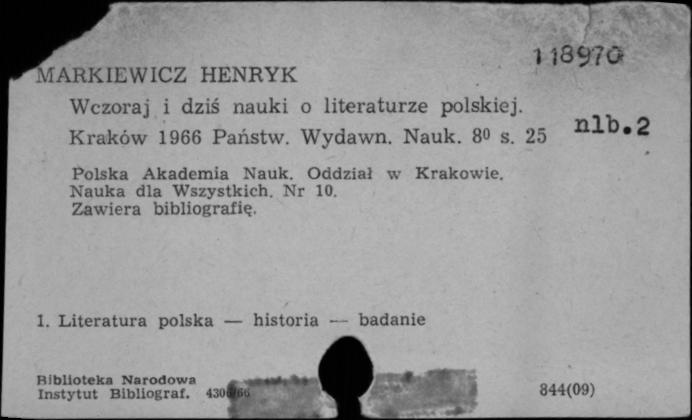 118970
MARKIEWICZ HENRYK
Wczoraj i dziś nauki o literaturze polskiej.
Kraków 1966 Państw. Wydawn. Nauk. 8⁰ s. 25 nlb.2
Polska Akademia Nauk. Oddział w Krakowie.
Nauka dla Wszystkich. Nr 10.
Zawiera bibliografię.
1. Literatura polska — historia — badanie
Biblioteka Narodowa
Instytut Bibliograf. 4306/66
844(09)